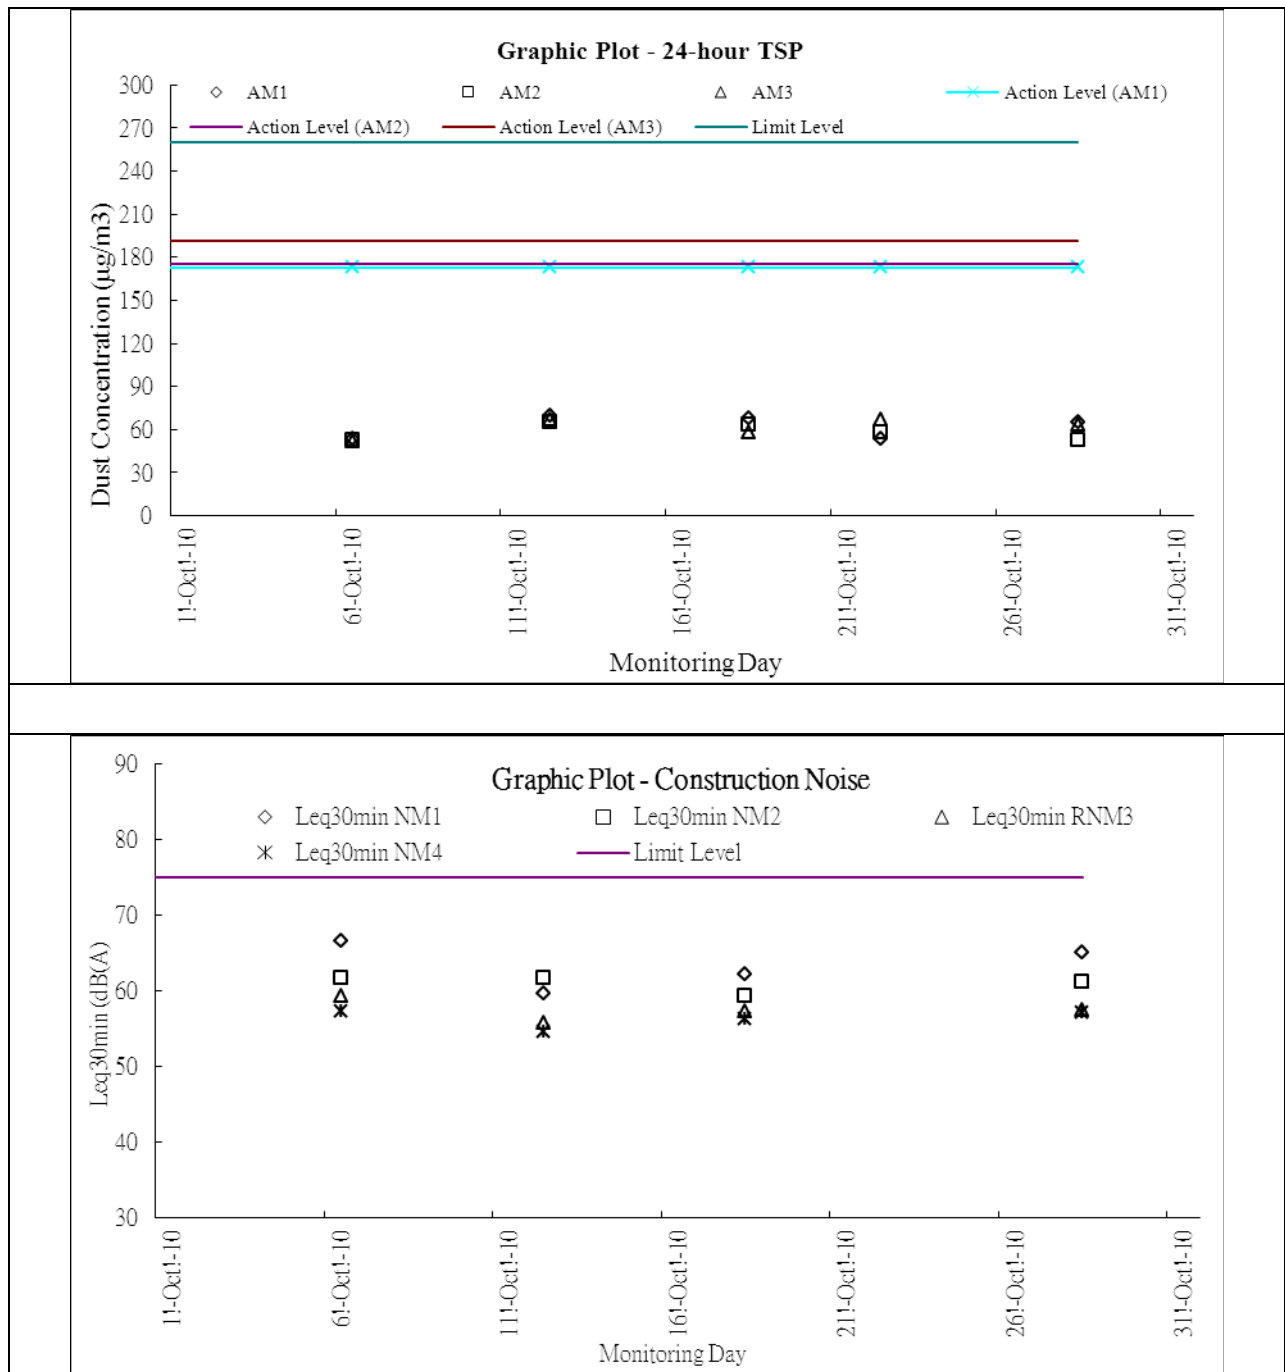 Graphic Plot - 24-hour TSP
AM1 AM2 AM3 Action Level (AM1)
Action Level (AM2) Action Level (AM3) Limit Level
300
270
240
210
180
150
120
90
60
30
0
Dust Concentration (µg/m3)
1!-Oct!-10
6!-Oct!-10
11!-Oct!-10
16!-Oct!-10
21!-Oct!-10
26!-Oct!-10
31!-Oct!-10
Monitoring Day
Graphic Plot - Construction Noise
Leq30min NM1 Leq30min NM2 Leq30min RNM3
Leq30min NM4 Limit Level
90
80
70
60
50
40
30
Leq30min (dB(A)
1!-Oct!-10
6!-Oct!-10
11!-Oct!-10
16!-Oct!-10
21!-Oct!-10
26!-Oct!-10
31!-Oct!-10
Monitoring Day